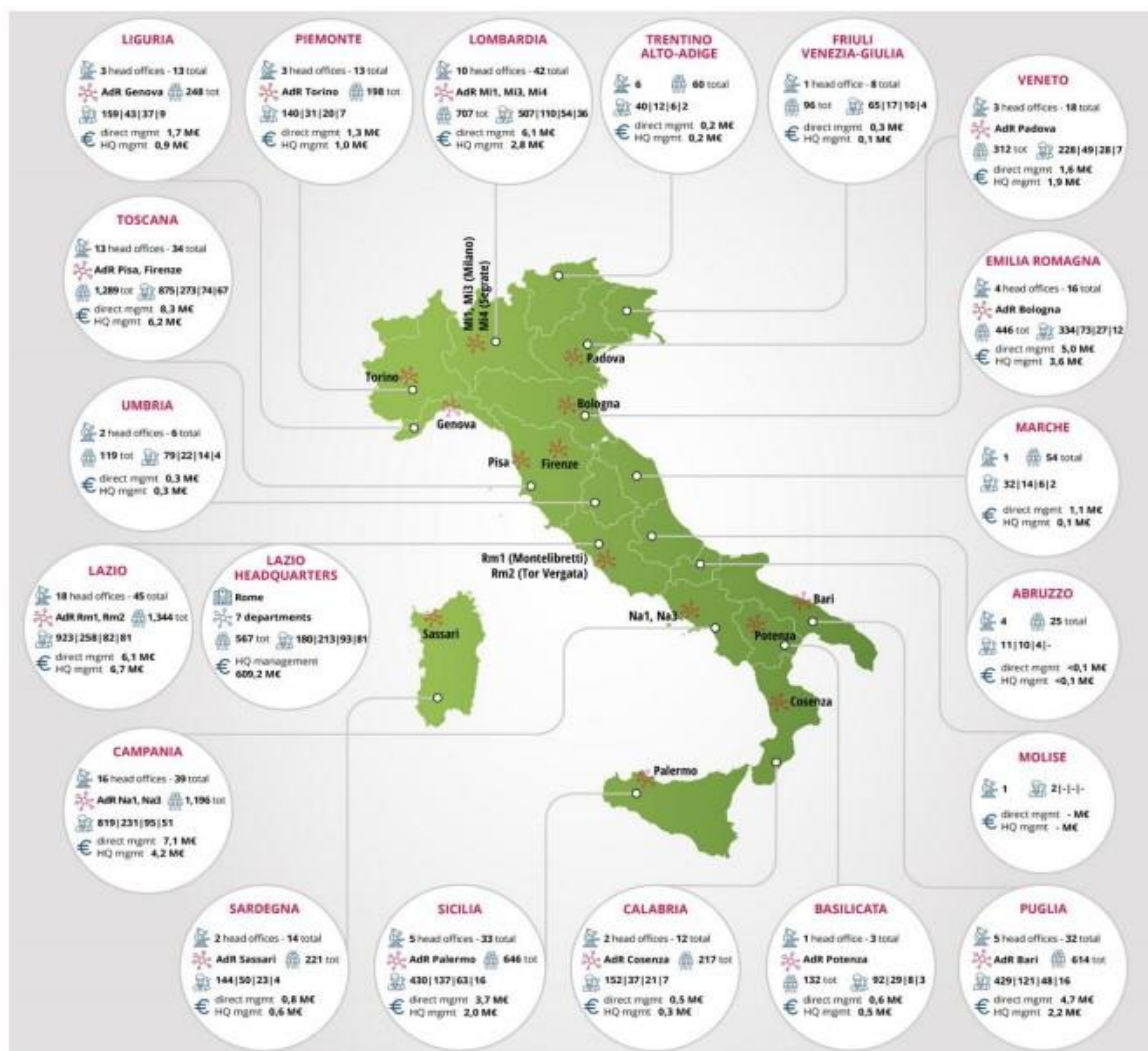 LIGURIA
3 head offices - 13 total
AdR Genova 248 tot
159|43|37|9
direct mgmt 1,7 M€
HQ mgmt 0,9 M€
PIEMONTE
3 head offices - 13 total
AdR Torino 198 tot
140|31|20|7
direct mgmt 1,3 M€
HQ mgmt 1,0 M€
LOMBARDIA
10 head offices - 42 total
AdR Mi1, Mi3, Mi4
707 tot 507|110|54|36
direct mgmt 6,1 M€
HQ mgmt 2,8 M€
TRENTINO
ALTO-ADIGE
6 60 total
40|12|6|2
direct mgmt 0,2 M€
HQ mgmt 0,2 M€
FRIULI
VENEZIA-GIULIA
1 head office - 8 total
96 tot 65|17|10|4
direct mgmt 0,3 M€
HQ mgmt 0,1 M€
VENETO
3 head offices - 18 total
AdR Padova
312 tot 228|49|28|7
direct mgmt 1,6 M€
HQ mgmt 1,9 M€
TOSCANA
13 head offices - 34 total
AdR Pisa, Firenze
1,289 tot 875|273|74|67
direct mgmt 8,3 M€
HQ mgmt 6,2 M€
EMILIA ROMAGNA
4 head offices - 16 total
AdR Bologna
446 tot 334|73|27|12
direct mgmt 5,0 M€
HQ mgmt 3,6 M€
UMBRIA
2 head offices - 6 total
119 tot 79|22|14|4
direct mgmt 0,3 M€
HQ mgmt 0,3 M€
MARCHE
1 54 total
32|14|6|2
direct mgmt 1,1 M€
HQ mgmt 0,1 M€
Mi1, Mi3 (Milano)
Mi4 (Segrate)
Padova
Torino
Genova
Bologna
Pisa
Firenze
Rm1 (Montelibretti)
Rm2 (Tor Vergata)
Na1, Na3
Bari
Potenza
Sassari
Cosenza
Palermo
LAZIO
18 head offices - 45 total
AdR Rm1, Rm2 1,344 tot
923|258|82|81
direct mgmt 6,1 M€
HQ mgmt 6,7 M€
LAZIO
HEADQUARTERS
Rome
7 departments
567 tot 180|213|93|81
HQ management
609,2 M€
ABRUZZO
4 25 total
11|10|4|-
direct mgmt <0,1 M€
HQ mgmt <0,1 M€
CAMPANIA
16 head offices - 39 total
AdR Na1, Na3 1,196 tot
819|231|95|51
direct mgmt 7,1 M€
HQ mgmt 4,2 M€
MOLISE
1 2|-|-|-
direct mgmt - M€
HQ mgmt - M€
SARDEGNA
2 head offices - 14 total
AdR Sassari 221 tot
144|50|23|4
direct mgmt 0,8 M€
HQ mgmt 0,6 M€
SICILIA
5 head offices - 33 total
AdR Palermo 646 tot
430|137|63|16
direct mgmt 3,7 M€
HQ mgmt 2,0 M€
CALABRIA
2 head offices - 12 total
AdR Cosenza 217 tot
152|37|21|7
direct mgmt 0,5 M€
HQ mgmt 0,3 M€
BASILICATA
1 head office - 3 total
AdR Potenza
132 tot 92|29|8|3
direct mgmt 0,6 M€
HQ mgmt 0,5 M€
PUGLIA
5 head offices - 32 total
AdR Bari 614 tot
429|121|48|16
direct mgmt 4,7 M€
HQ mgmt 2,2 M€